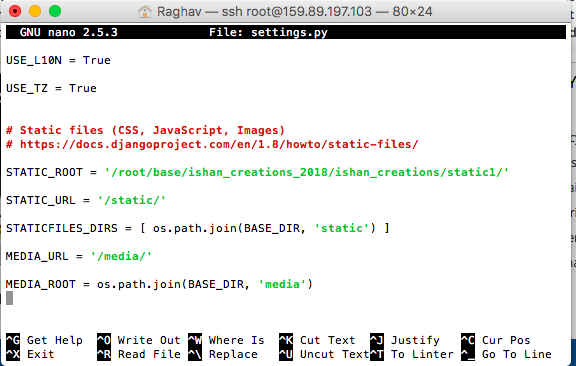 Raghav — ssh root@159.89.197.103 — 80×24
GNU nano 2.5.3 File: settings.py
USE_L10N = True
USE_TZ = True
# Static files (CSS, JavaScript, Images)
# https://docs.djangoproject.com/en/1.8/howto/static-files/
STATIC_ROOT = '/root/base/ishan_creations_2018/ishan_creations/static1/'
STATIC_URL = '/static/'
STATICFILES_DIRS = [ os.path.join(BASE_DIR, 'static') ]
MEDIA_URL = '/media/'
MEDIA_ROOT = os.path.join(BASE_DIR, 'media')
^G Get Help ^O Write Out ^W Where Is ^K Cut Text ^J Justify ^C Cur Pos
^X Exit ^R Read File ^\ Replace ^U Uncut Text ^T To Linter ^_ Go To Line